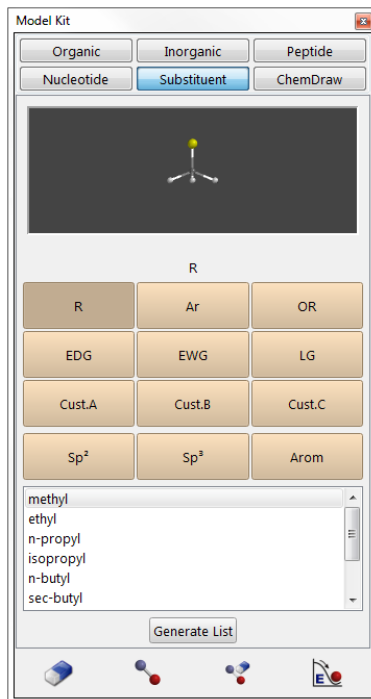 Model Kit
Organic Inorganic Peptide
Nucleotide Substituent ChemDraw
R
R Ar OR
EDG EWG LG
Cust.A Cust.B Cust.C
Sp² Sp³ Arom
methyl
ethyl
n-propyl
isopropyl
n-butyl
sec-butyl
Generate List
E